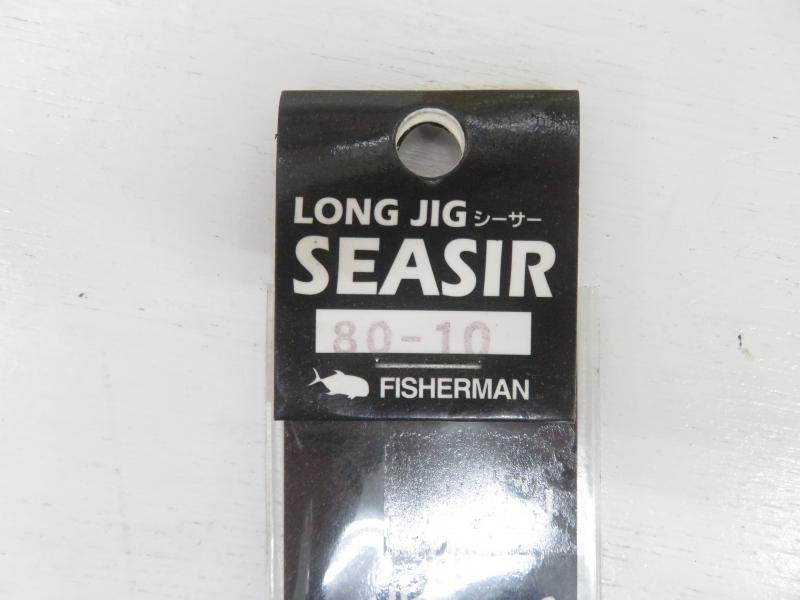 LONG JIG シーサー
SEASIR
80-10
FISHERMAN